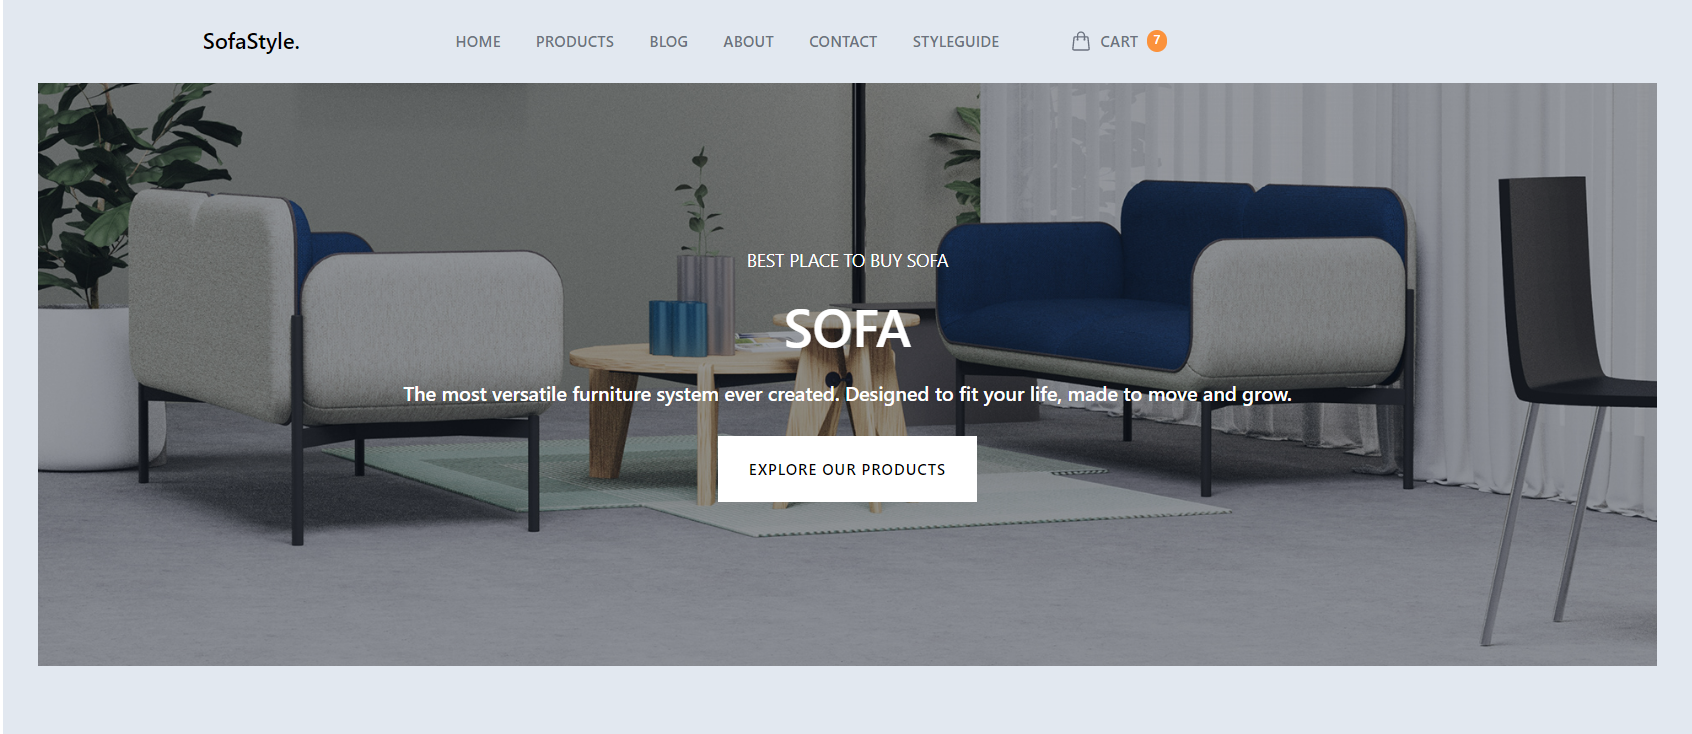 SofaStyle.
HOME PRODUCTS BLOG ABOUT CONTACT STYLEGUIDE CART 7
BEST PLACE TO BUY SOFA
SOFA
The most versatile furniture system ever created. Designed to fit your life, made to move and grow.
EXPLORE OUR PRODUCTS